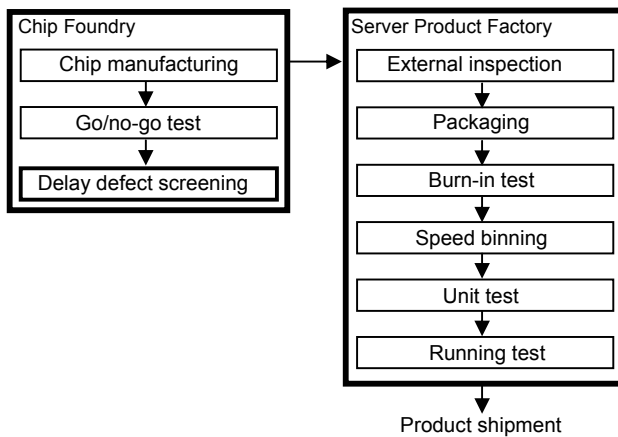 Chip Foundry
Chip manufacturing
Go/no-go test
Delay defect screening
Server Product Factory
External inspection
Packaging
Burn-in test
Speed binning
Unit test
Running test
Product shipment